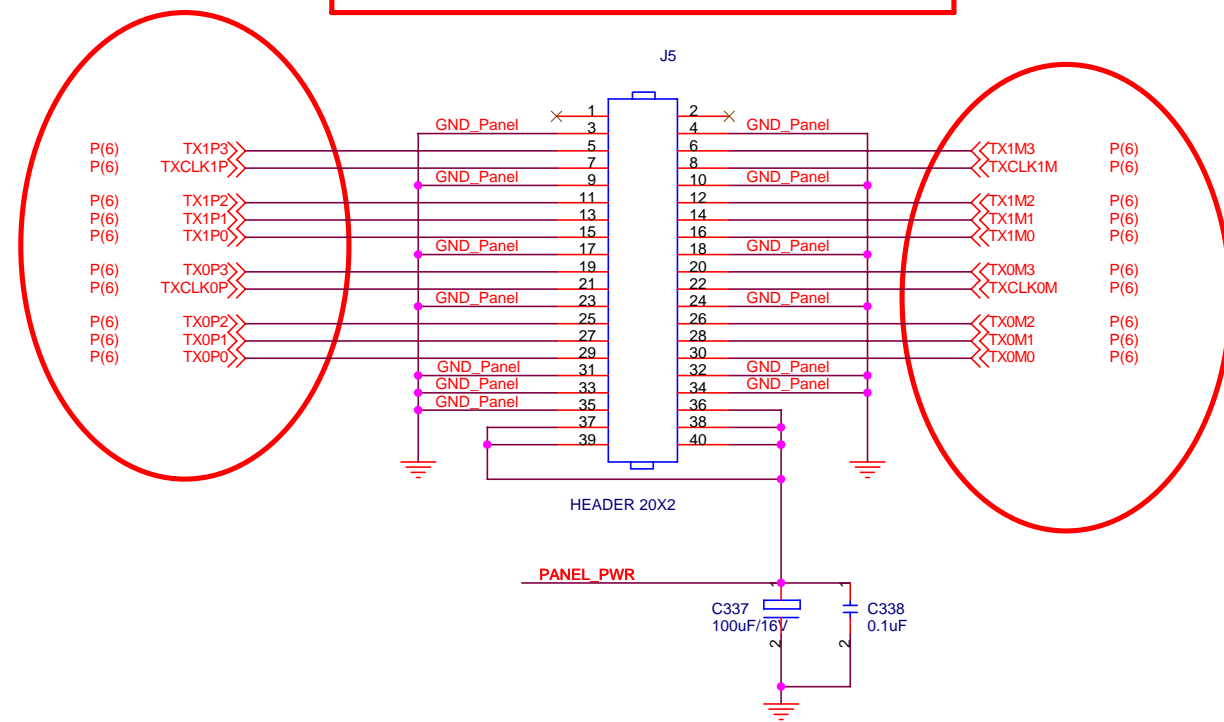 J5
1 2
GND_Panel 3 4 GND_Panel
P(6) TX1P3 5 6 TX1M3 P(6)
P(6) TXCLK1P 7 8 TXCLK1M P(6)
GND_Panel 9 10 GND_Panel
P(6) TX1P2 11 12 TX1M2 P(6)
P(6) TX1P1 13 14 TX1M1 P(6)
P(6) TX1P0 15 16 TX1M0 P(6)
GND_Panel 17 18 GND_Panel
P(6) TX0P3 19 20 TX0M3 P(6)
P(6) TXCLK0P 21 22 TXCLK0M P(6)
GND_Panel 23 24 GND_Panel
P(6) TX0P2 25 26 TX0M2 P(6)
P(6) TX0P1 27 28 TX0M1 P(6)
P(6) TX0P0 29 30 TX0M0 P(6)
GND_Panel 31 32 GND_Panel
GND_Panel 33 34 GND_Panel
GND_Panel 35 36
37 38
39 40
HEADER 20X2
PANEL_PWR
1 1
C337 C338
100uF/16V 0.1uF
2 2